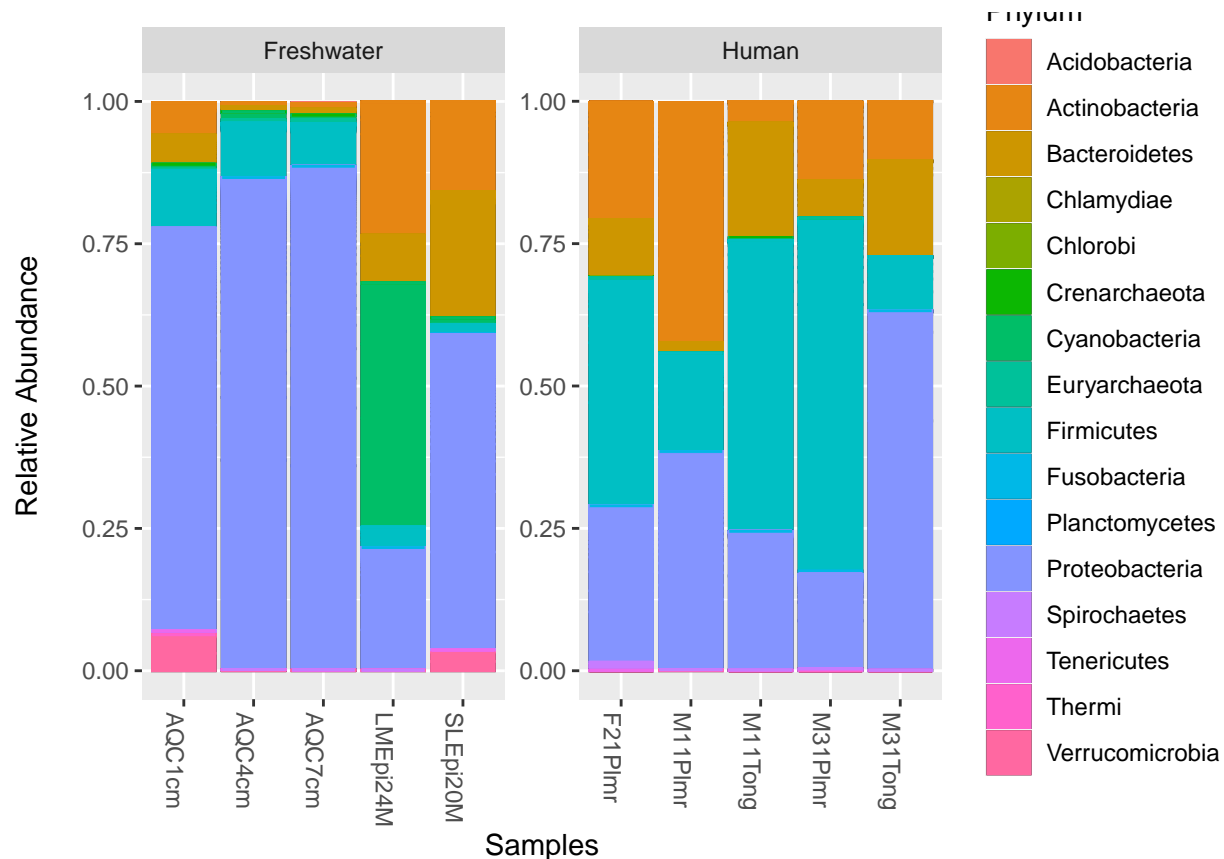 Phylum
Freshwater
Human
Relative Abundance
1.00
0.75
0.50
0.25
0.00
1.00
0.75
0.50
0.25
0.00
AQC1cm
AQC4cm
AQC7cm
LMEpi24M
SLEpi20M
F21Plmr
M11Plmr
M11Tong
M31Plmr
M31Tong
Samples
Acidobacteria
Actinobacteria
Bacteroidetes
Chlamydiae
Chlorobi
Crenarchaeota
Cyanobacteria
Euryarchaeota
Firmicutes
Fusobacteria
Planctomycetes
Proteobacteria
Spirochaetes
Tenericutes
Thermi
Verrucomicrobia